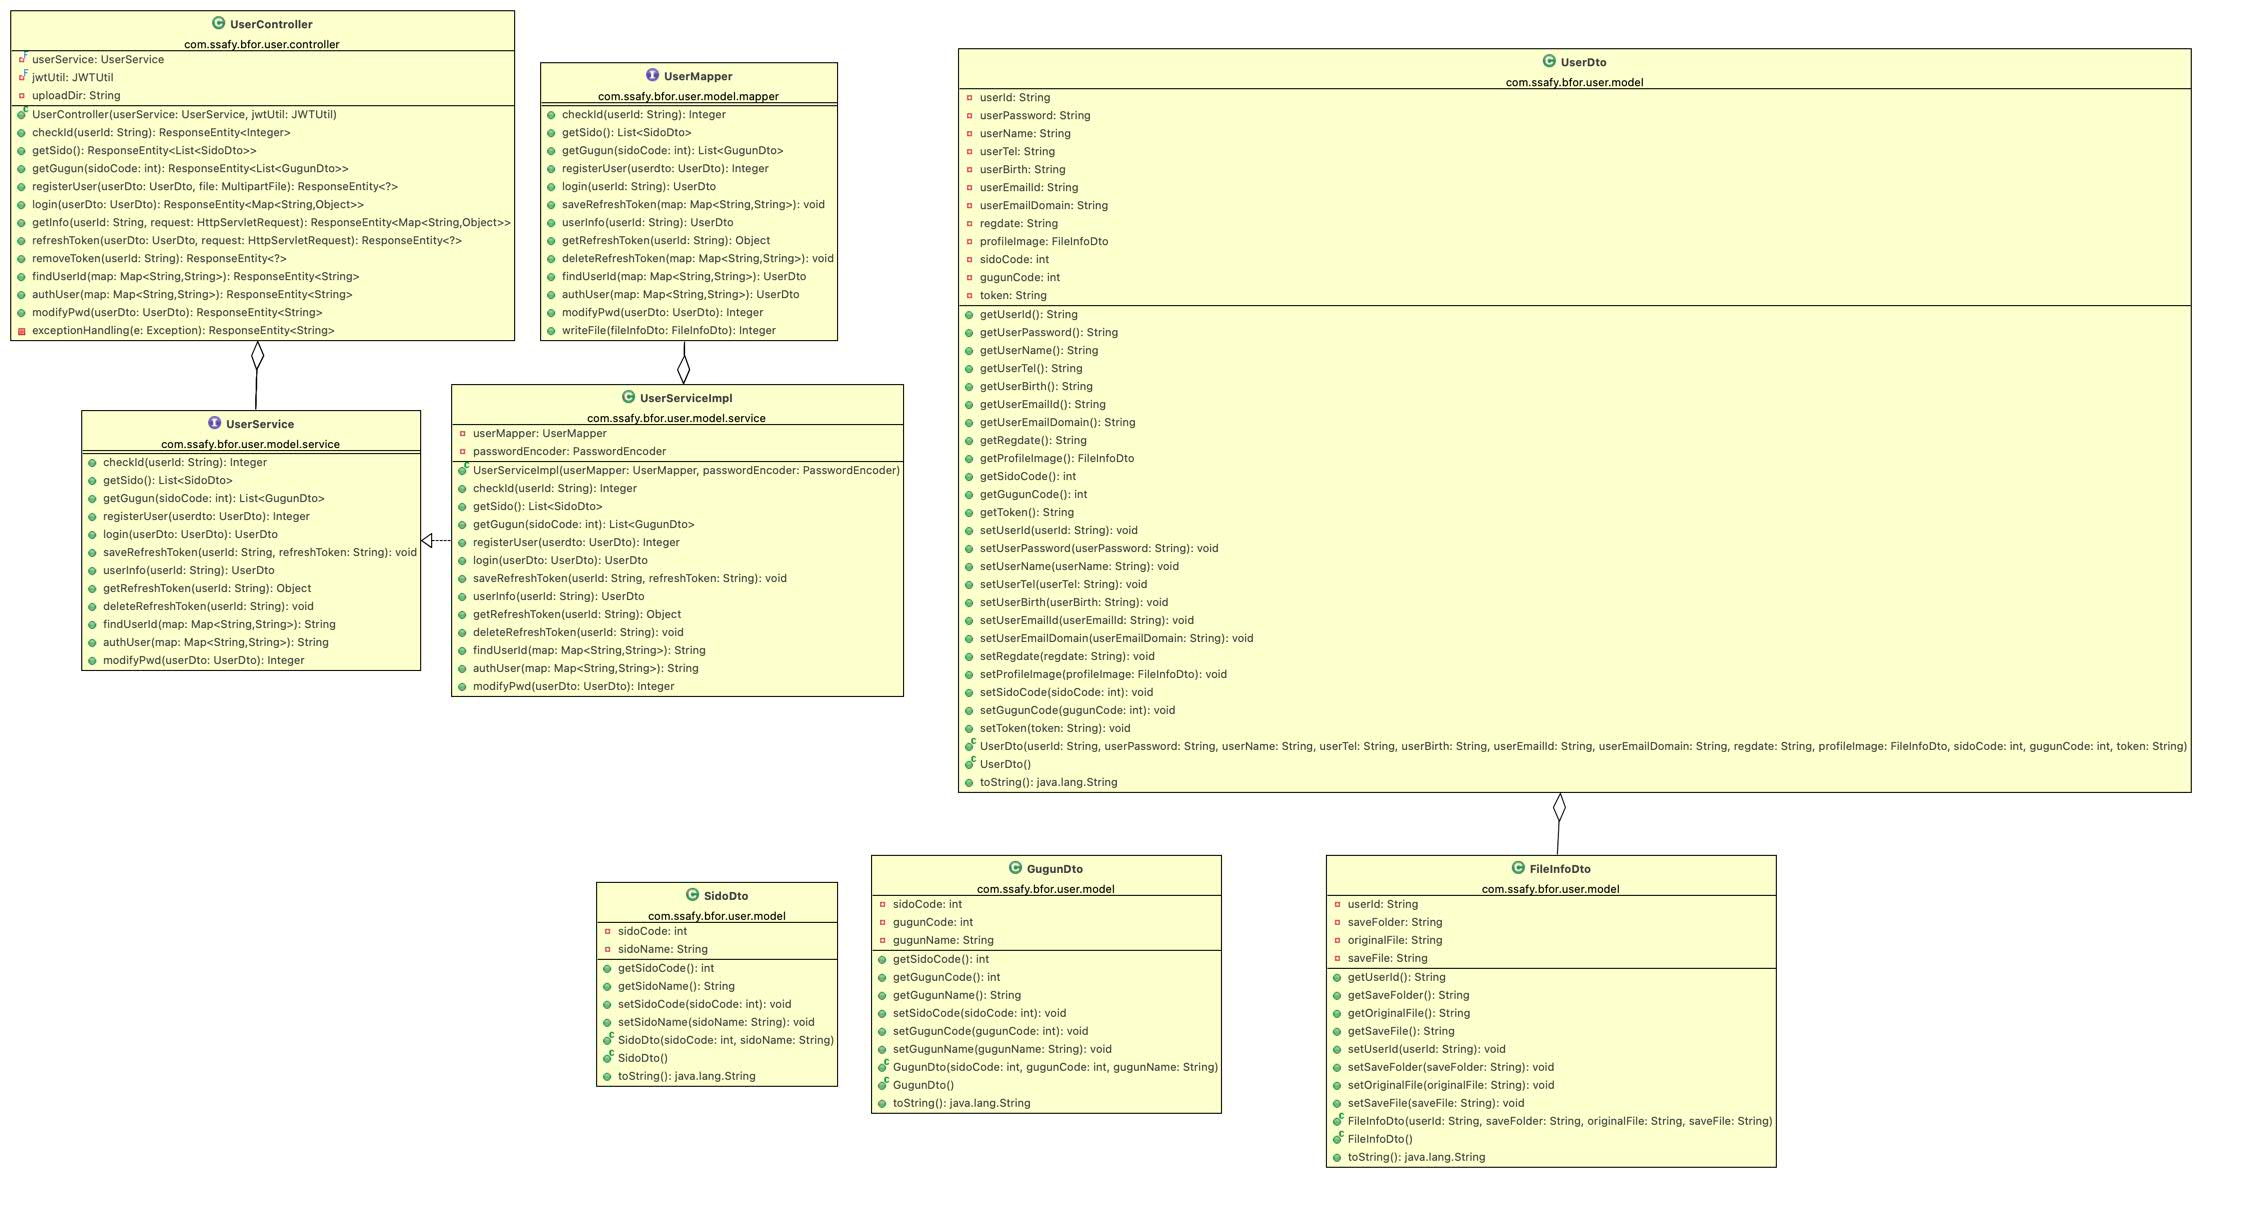 UserController
com.ssafy.bfor.user.controller
userService: UserService
jwtUtil: JWTUtil
uploadDir: String
UserController(userService: UserService, jwtUtil: JWTUtil)
checkId(userId: String): ResponseEntity<Integer>
getSido(): ResponseEntity<List<SidoDto>>
getGugun(sidoCode: int): ResponseEntity<List<GugunDto>>
registerUser(userDto: UserDto, file: MultipartFile): ResponseEntity<?>
login(userDto: UserDto): ResponseEntity<Map<String,Object>>
getInfo(userId: String, request: HttpServletRequest): ResponseEntity<Map<String,Object>>
refreshToken(userDto: UserDto, request: HttpServletRequest): ResponseEntity<?>
removeToken(userId: String): ResponseEntity<?>
findUserId(map: Map<String,String>): ResponseEntity<String>
authUser(map: Map<String,String>): ResponseEntity<String>
modifyPwd(userDto: UserDto): ResponseEntity<String>
exceptionHandling(e: Exception): ResponseEntity<String>
UserMapper
com.ssafy.bfor.user.model.mapper
checkId(userId: String): Integer
getSido(): List<SidoDto>
getGugun(sidoCode: int): List<GugunDto>
registerUser(userdto: UserDto): Integer
login(userId: String): UserDto
saveRefreshToken(map: Map<String,String>): void
userInfo(userId: String): UserDto
getRefreshToken(userId: String): Object
deleteRefreshToken(map: Map<String,String>): void
findUserId(map: Map<String,String>): UserDto
authUser(map: Map<String,String>): UserDto
modifyPwd(userDto: UserDto): Integer
writeFile(fileInfoDto: FileInfoDto): Integer
UserDto
com.ssafy.bfor.user.model
userId: String
userPassword: String
userName: String
userTel: String
userBirth: String
userEmailId: String
userEmailDomain: String
regdate: String
profileImage: FileInfoDto
sidoCode: int
gugunCode: int
token: String
getUserId(): String
getUserPassword(): String
getUserName(): String
getUserTel(): String
getUserBirth(): String
getUserEmailId(): String
getUserEmailDomain(): String
getRegdate(): String
getProfileImage(): FileInfoDto
getSidoCode(): int
getGugunCode(): int
getToken(): String
setUserId(userId: String): void
setUserPassword(userPassword: String): void
setUserName(userName: String): void
setUserTel(userTel: String): void
setUserBirth(userBirth: String): void
setUserEmailId(userEmailId: String): void
setUserEmailDomain(userEmailDomain: String): void
setRegdate(regdate: String): void
setProfileImage(profileImage: FileInfoDto): void
setSidoCode(sidoCode: int): void
setGugunCode(gugunCode: int): void
setToken(token: String): void
UserDto(userId: String, userPassword: String, userName: String, userTel: String, userBirth: String, userEmailId: String, userEmailDomain: String, regdate: String, profileImage: FileInfoDto, sidoCode: int, gugunCode: int, token: String)
UserDto()
toString(): java.lang.String
UserService
com.ssafy.bfor.user.model.service
checkId(userId: String): Integer
getSido(): List<SidoDto>
getGugun(sidoCode: int): List<GugunDto>
registerUser(userdto: UserDto): Integer
login(userDto: UserDto): UserDto
saveRefreshToken(userId: String, refreshToken: String): void
userInfo(userId: String): UserDto
getRefreshToken(userId: String): Object
deleteRefreshToken(userId: String): void
findUserId(map: Map<String,String>): String
authUser(map: Map<String,String>): String
modifyPwd(userDto: UserDto): Integer
UserServiceImpl
com.ssafy.bfor.user.model.service
userMapper: UserMapper
passwordEncoder: PasswordEncoder
UserServiceImpl(userMapper: UserMapper, passwordEncoder: PasswordEncoder)
checkId(userId: String): Integer
getSido(): List<SidoDto>
getGugun(sidoCode: int): List<GugunDto>
registerUser(userdto: UserDto): Integer
login(userDto: UserDto): UserDto
saveRefreshToken(userId: String, refreshToken: String): void
userInfo(userId: String): UserDto
getRefreshToken(userId: String): Object
deleteRefreshToken(userId: String): void
findUserId(map: Map<String,String>): String
authUser(map: Map<String,String>): String
modifyPwd(userDto: UserDto): Integer
SidoDto
com.ssafy.bfor.user.model
sidoCode: int
sidoName: String
getSidoCode(): int
getSidoName(): String
setSidoCode(sidoCode: int): void
setSidoName(sidoName: String): void
SidoDto(sidoCode: int, sidoName: String)
SidoDto()
toString(): java.lang.String
GugunDto
com.ssafy.bfor.user.model
sidoCode: int
gugunCode: int
gugunName: String
getSidoCode(): int
getGugunCode(): int
getGugunName(): String
setSidoCode(sidoCode: int): void
setGugunCode(gugunCode: int): void
setGugunName(gugunName: String): void
GugunDto(sidoCode: int, gugunCode: int, gugunName: String)
GugunDto()
toString(): java.lang.String
FileInfoDto
com.ssafy.bfor.user.model
userId: String
saveFolder: String
originalFile: String
saveFile: String
getUserId(): String
getSaveFolder(): String
getOriginalFile(): String
getSaveFile(): String
setUserId(userId: String): void
setSaveFolder(saveFolder: String): void
setOriginalFile(originalFile: String): void
setSaveFile(saveFile: String): void
FileInfoDto(userId: String, saveFolder: String, originalFile: String, saveFile: String)
FileInfoDto()
toString(): java.lang.String